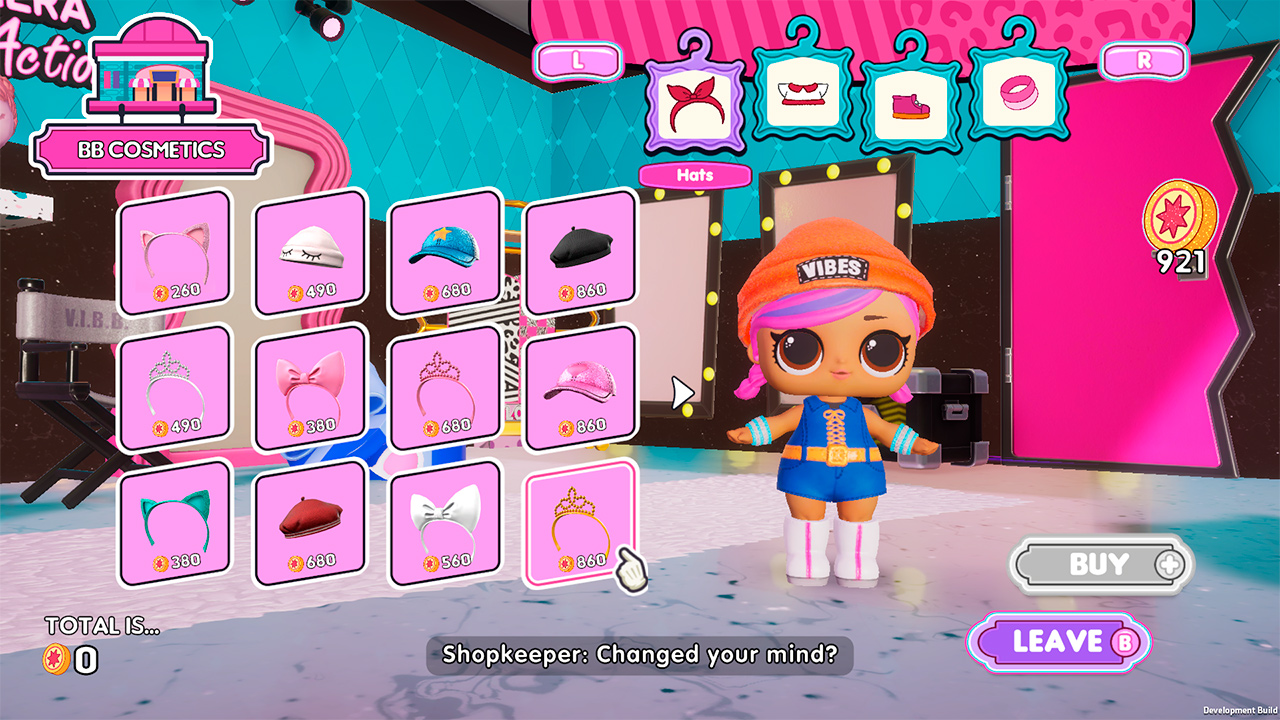 Actio
BB COSMETICS
L
R
Hats
921
V.I.B.B.
VIBES
260
490
680
860
490
380
680
860
380
680
560
860
BUY
TOTAL IS...
0
LEAVE B
Shopkeeper: Changed your mind?
Development Build